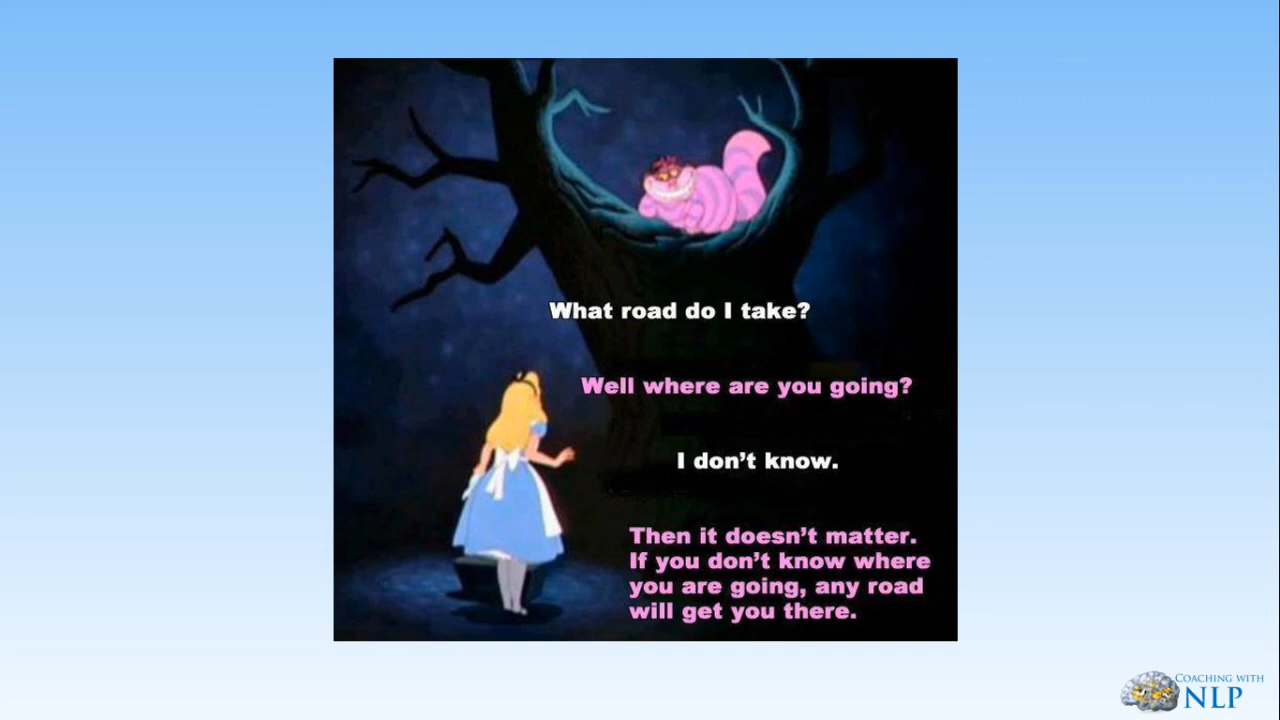 What road do I take?
Well where are you going?
I don't know.
Then it doesn't matter.
If you don't know where
you are going, any road
will get you there.
COACHING WITH
NLP